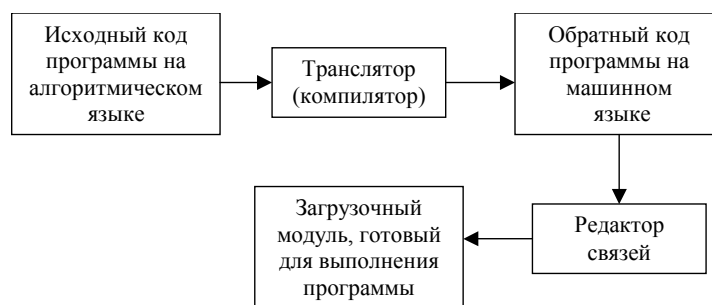 Исходный код
программы на
алгоритмическом
языке
Транслятор
(компилятор)
Обратный код
программы на
машинном
языке
Загрузочный
модуль, готовый
для выполнения
программы
Редактор
связей